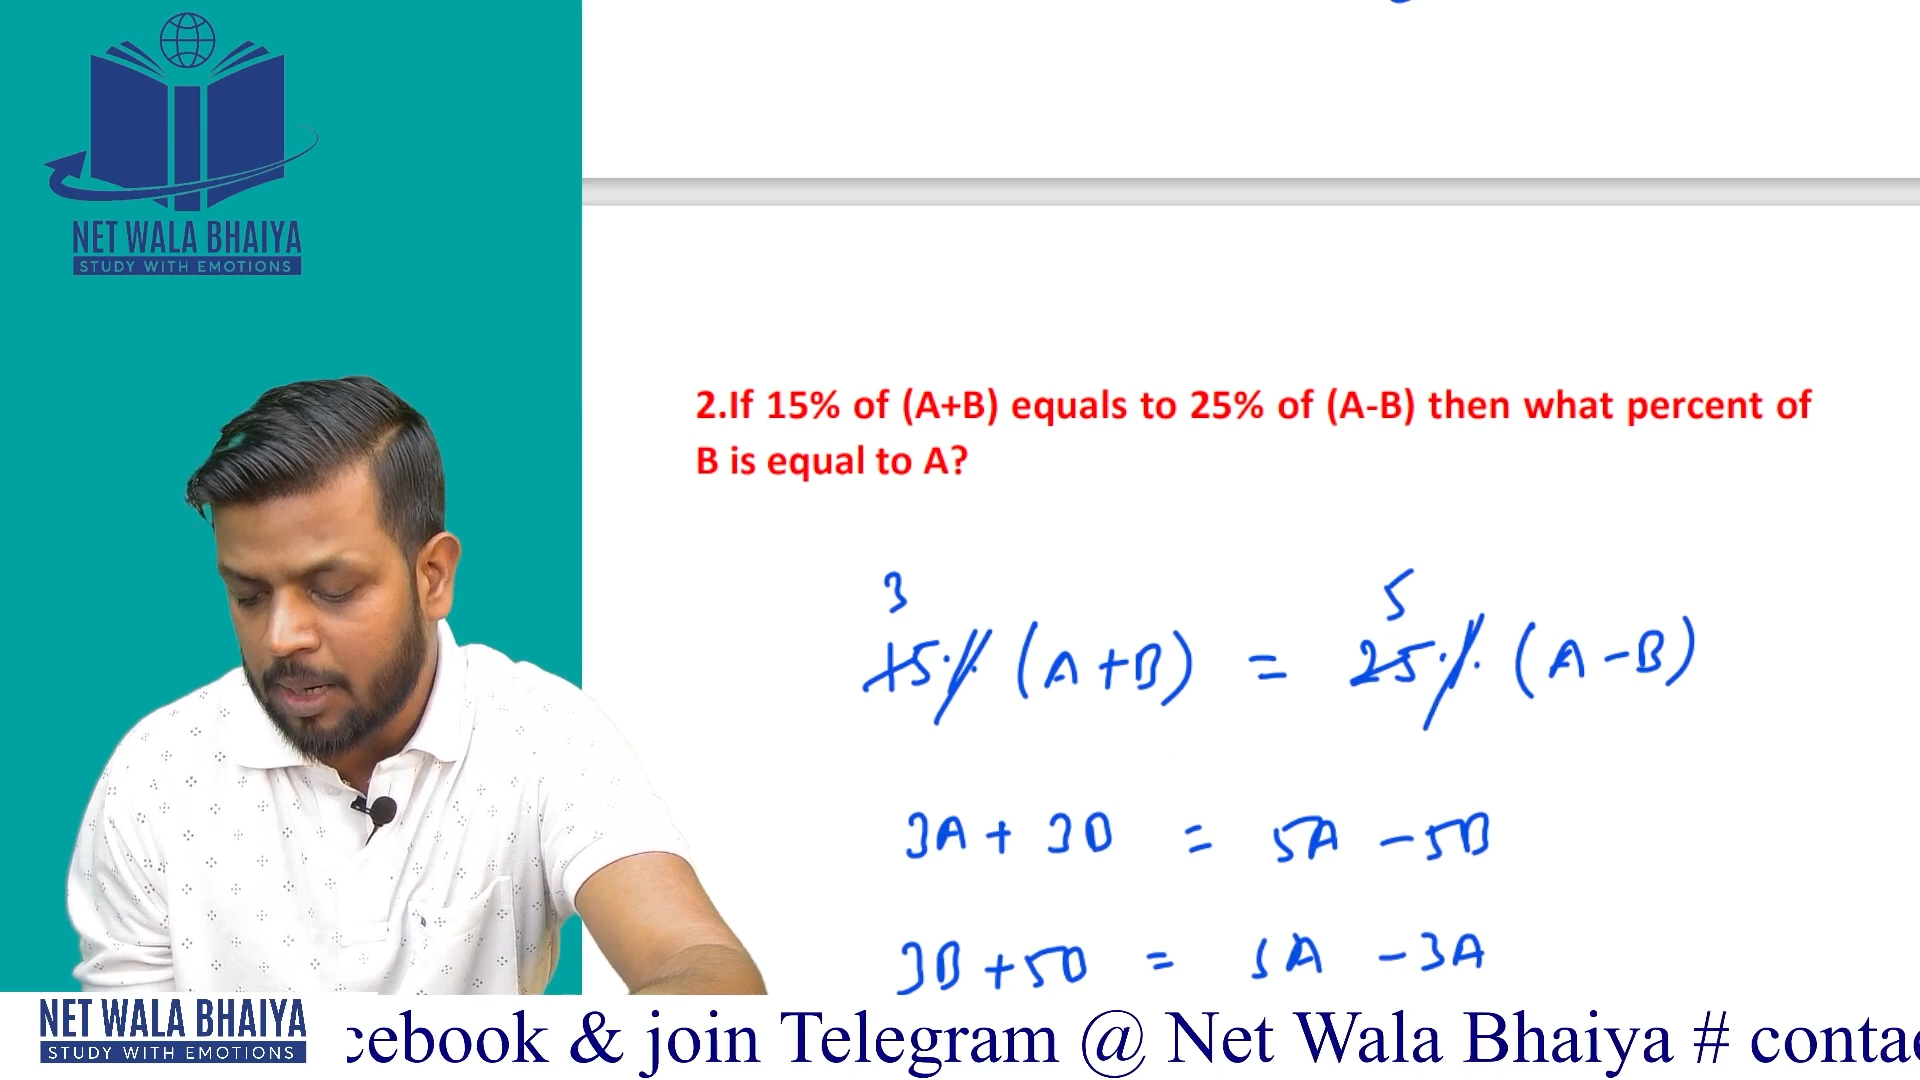 NET WALA BHAIYA
STUDY WITH EMOTIONS
2.If 15% of (A+B) equals to 25% of (A-B) then what percent of
B is equal to A?
3 5
15% (A+B) = 25% (A-B)
3A + 3B = 5A - 5B
3B + 5B = 5A - 3A
NET WALA BHAIYA
STUDY WITH EMOTIONS
cebook & join Telegram @ Net Wala Bhaiya # conta